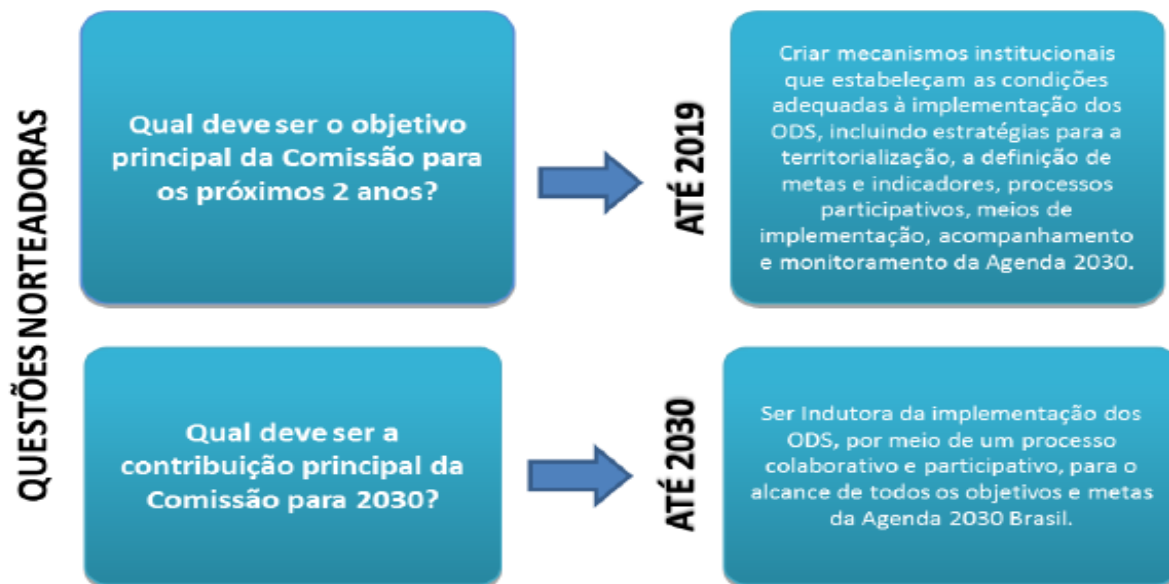 QUESTÕES NORTEADORAS
Qual deve ser o objetivo
principal da Comissão para
os próximos 2 anos?
ATÉ 2019
Criar mecanismos institucionais
que estabeleçam as condições
adequadas à implementação dos
ODS, incluindo estratégias para a
territorialização, a definição de
metas e indicadores, processos
participativos, meios de
implementação, acompanhamento
e monitoramento da Agenda 2030.
Qual deve ser a
contribuição principal da
Comissão para 2030?
ATÉ 2030
Ser Indutora da implementação dos
ODS, por meio de um processo
colaborativo e participativo, para o
alcance de todos os objetivos e metas
da Agenda 2030 Brasil.